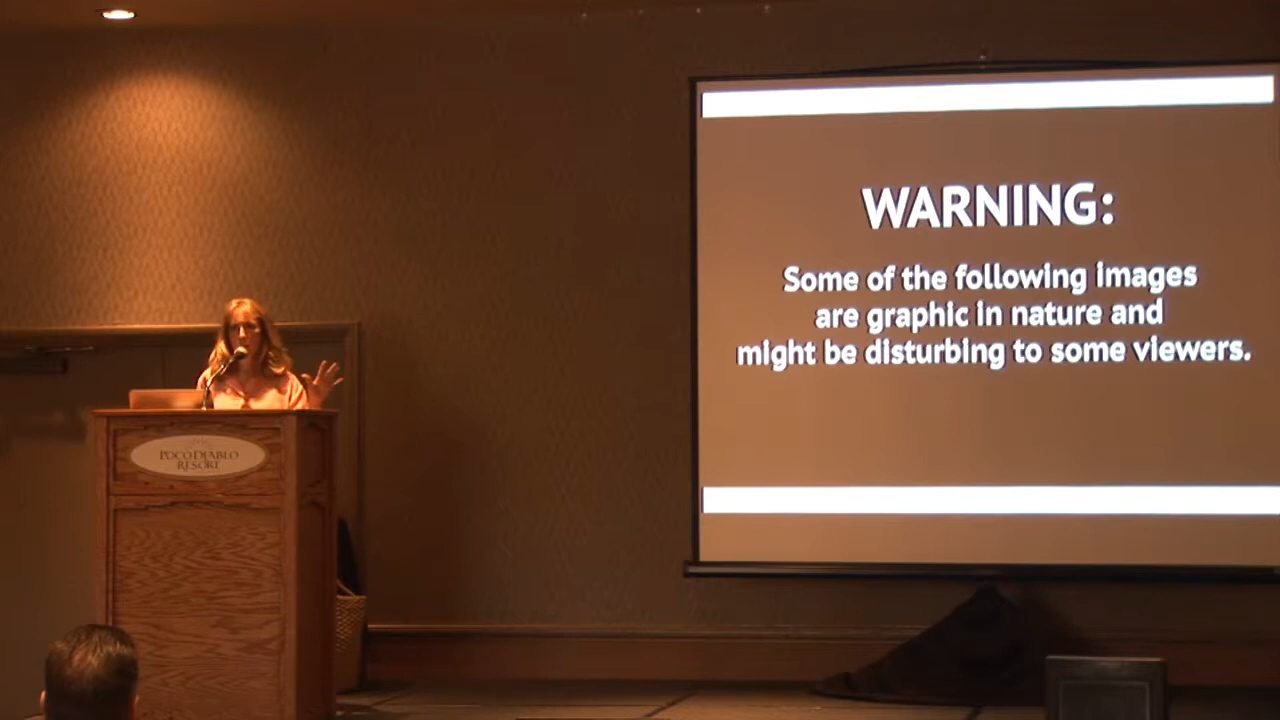 WARNING:
Some of the following images
are graphic in nature and
might be disturbing to some viewers.
POCO DIABLO
RESORT